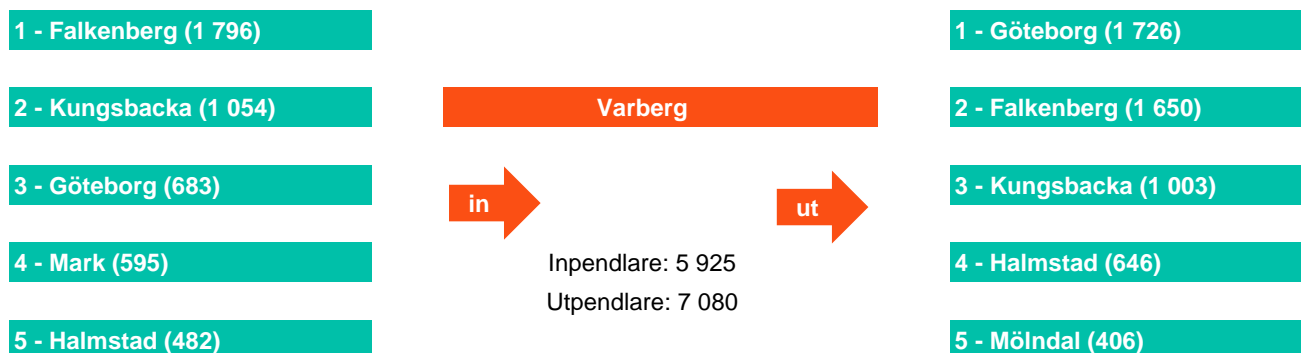 1 - Falkenberg (1 796)
2 - Kungsbacka (1 054)
3 - Göteborg (683)
4 - Mark (595)
5 - Halmstad (482)
Varberg
in
ut
Inpendlare: 5 925
Utpendlare: 7 080
1 - Göteborg (1 726)
2 - Falkenberg (1 650)
3 - Kungsbacka (1 003)
4 - Halmstad (646)
5 - Mölndal (406)